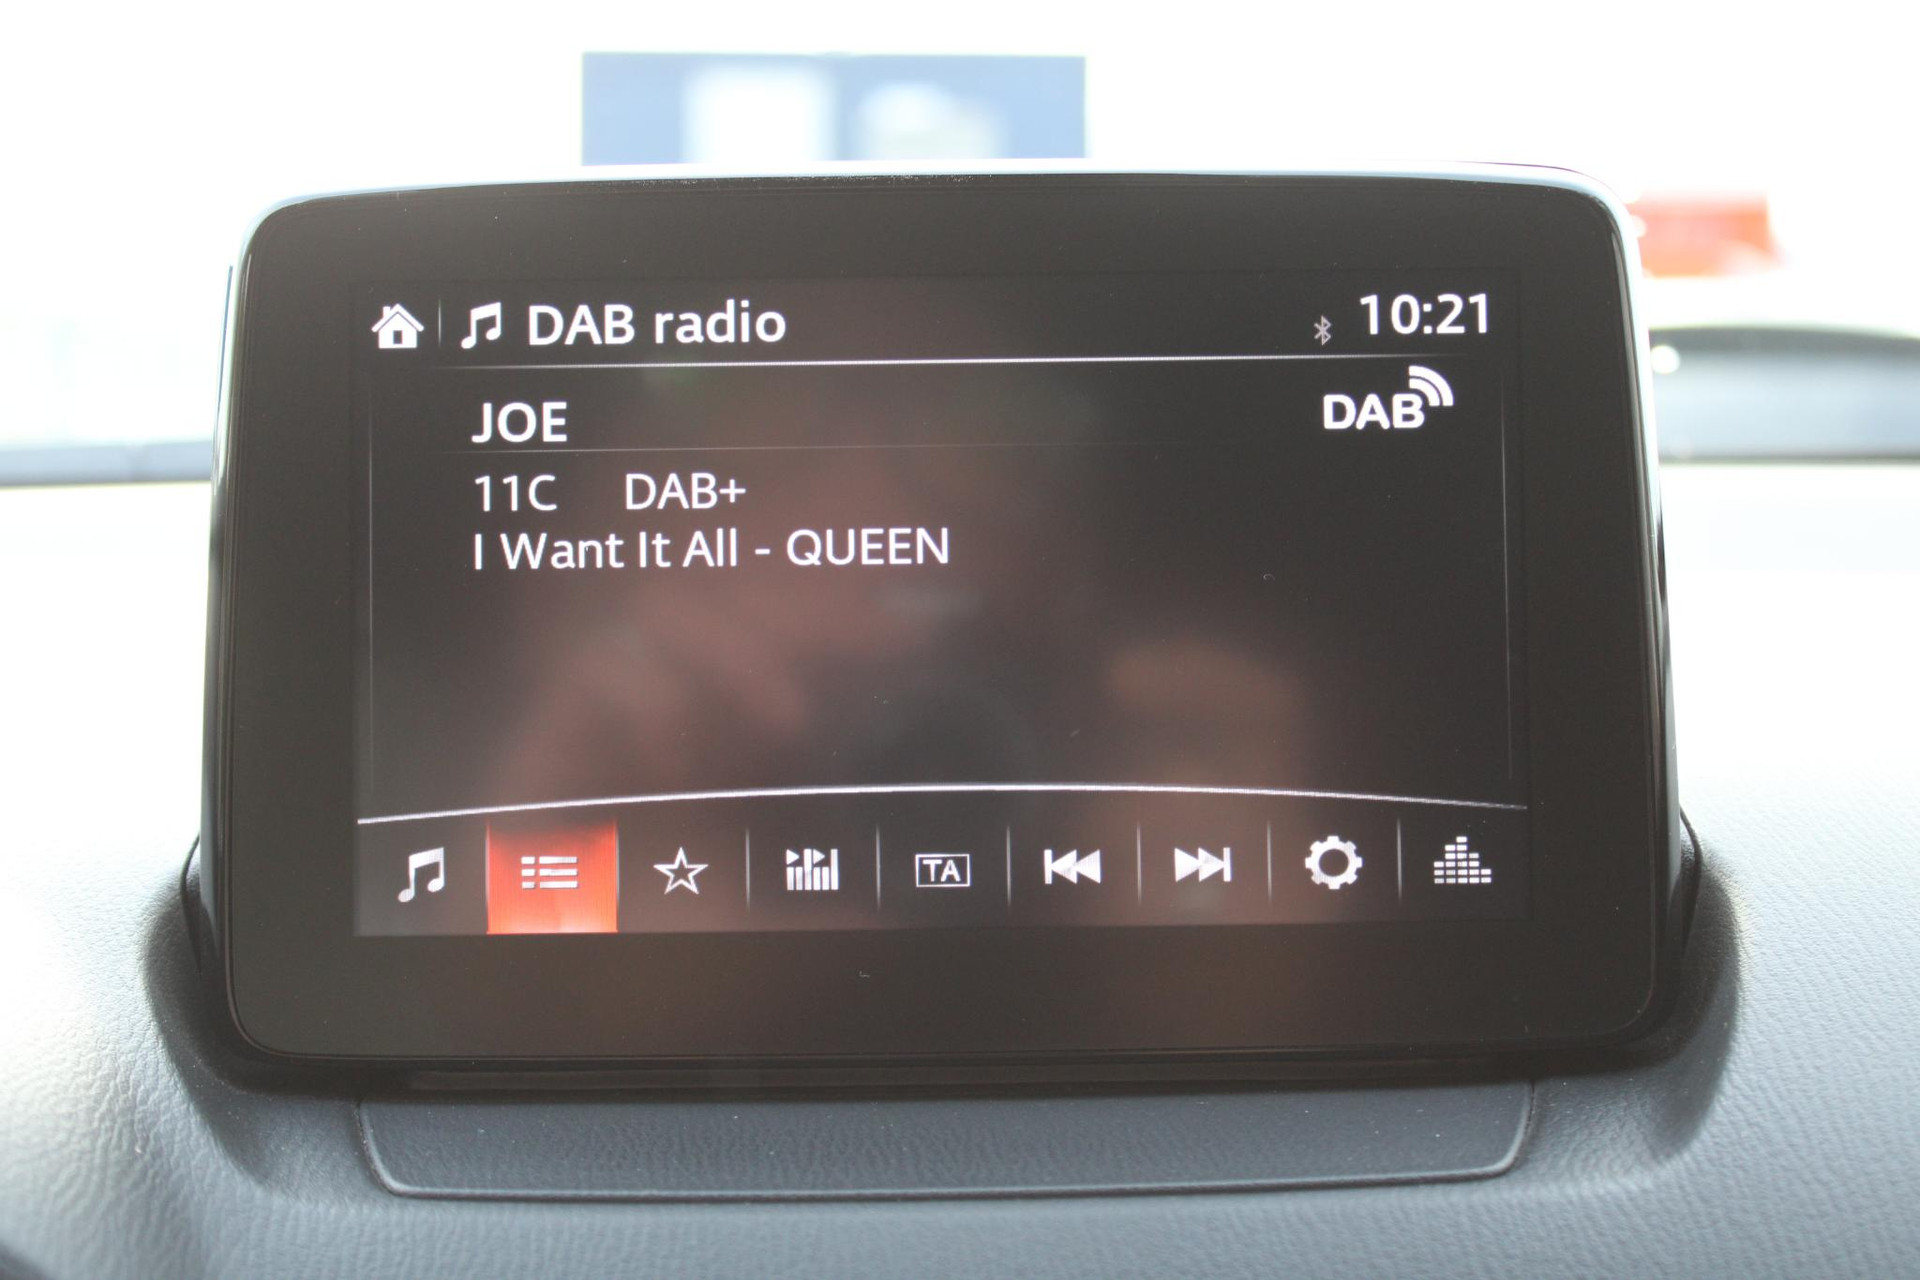 DAB radio
10:21
JOE
DAB
11C DAB+
I Want It All - QUEEN
TA